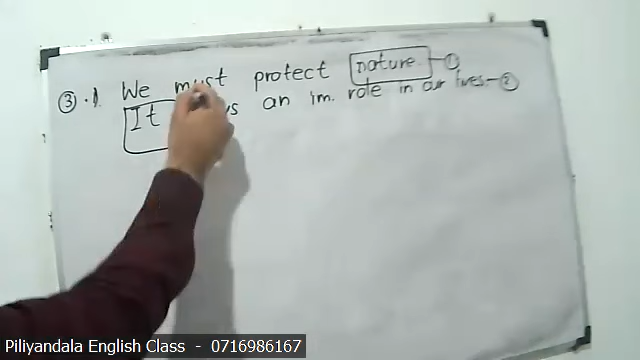 ③ . 1. We must protect nature. — ①
It an im. role in our lives. — ②
Piliyandala English Class - 0716986167